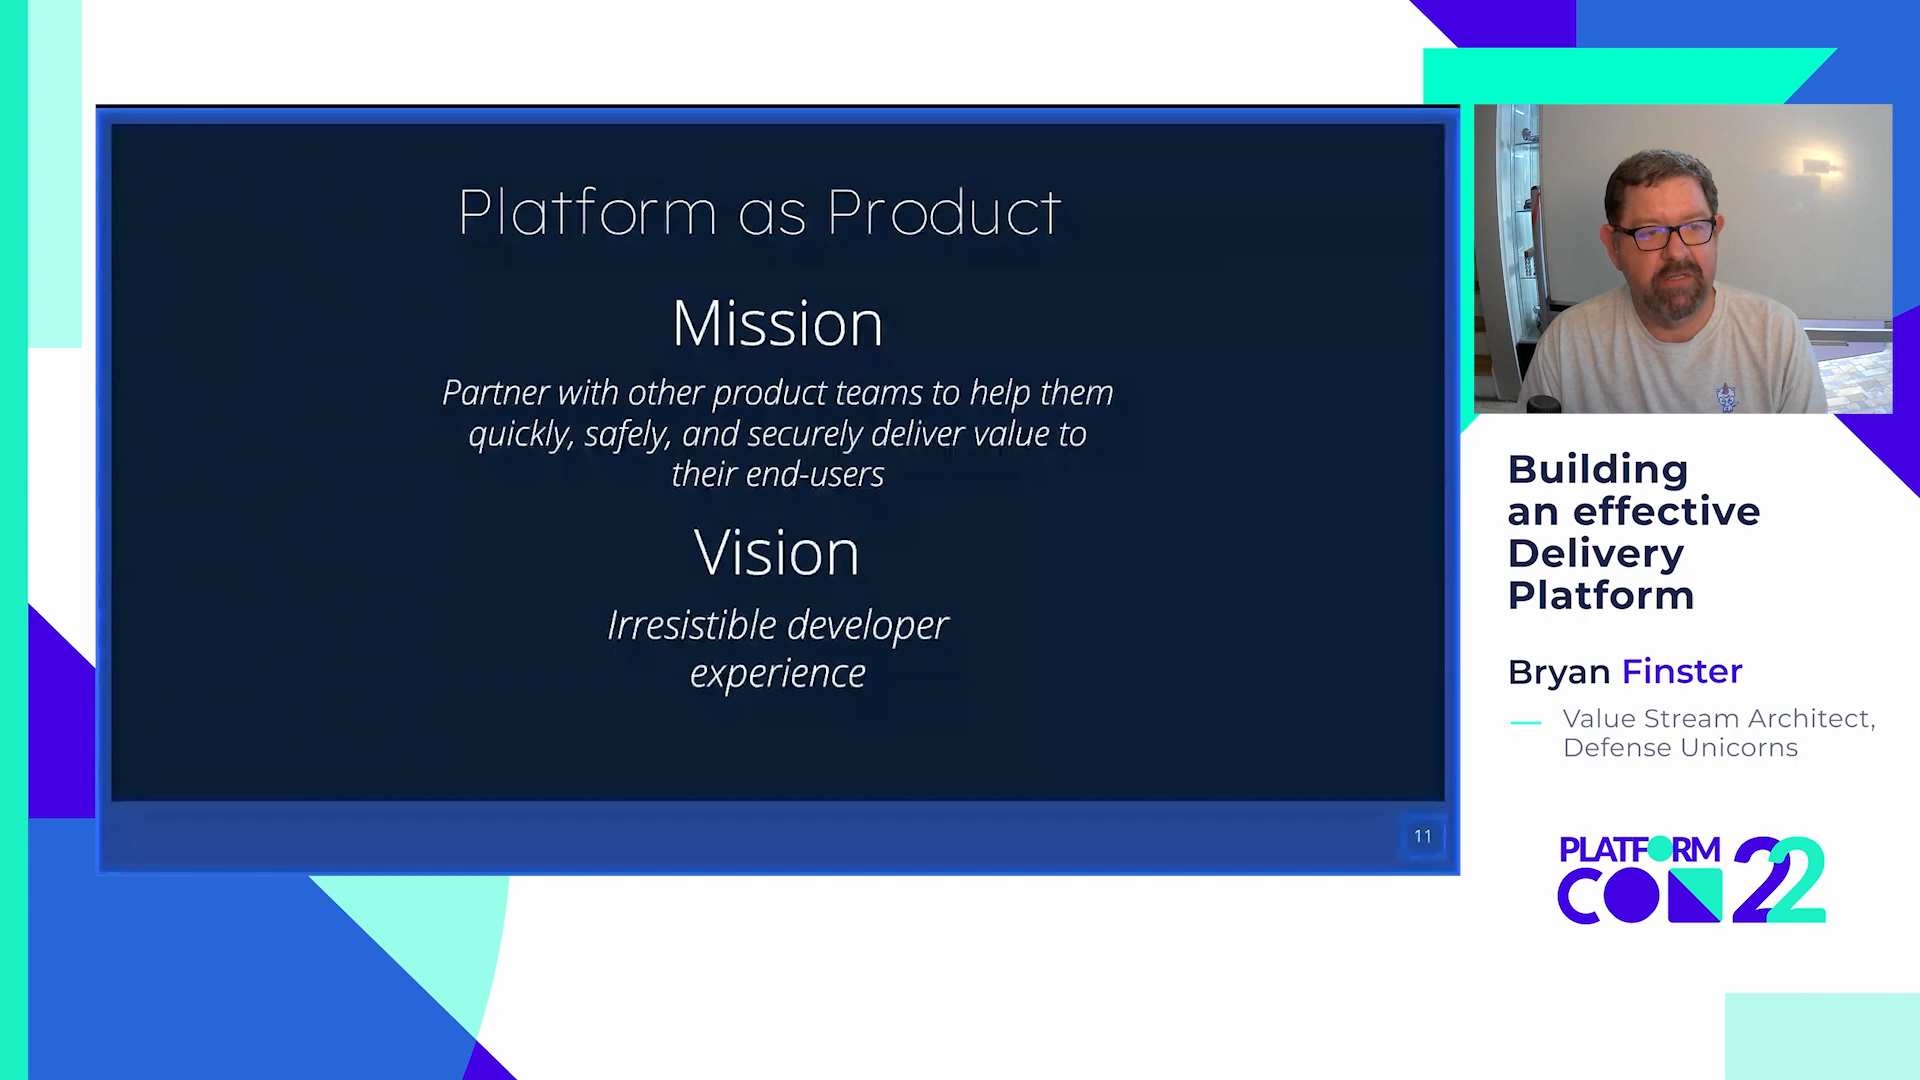 Platform as Product
Mission
Partner with other product teams to help them
quickly, safely, and securely deliver value to
their end-users
Vision
Irresistible developer
experience
11
Building
an effective
Delivery
Platform
Bryan Finster
Value Stream Architect,
Defense Unicorns
PLATFORM
CON 22